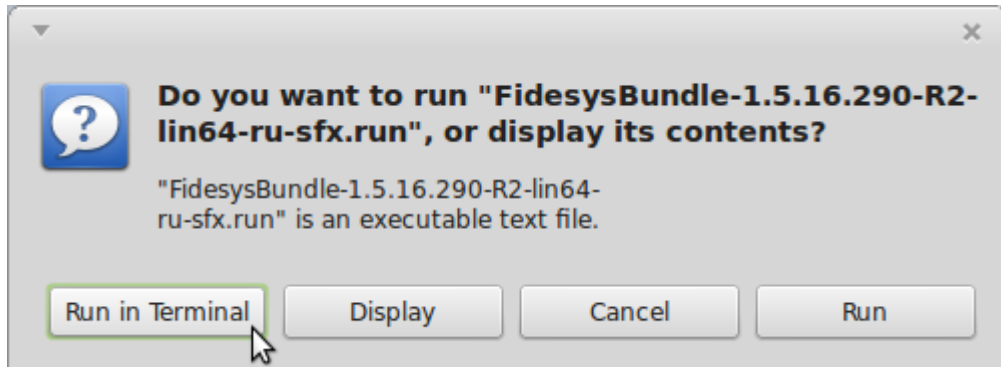 Do you want to run "FidesysBundle-1.5.16.290-R2-
lin64-ru-sfx.run", or display its contents?
"FidesysBundle-1.5.16.290-R2-lin64-
ru-sfx.run" is an executable text file.
Run in Terminal Display Cancel Run